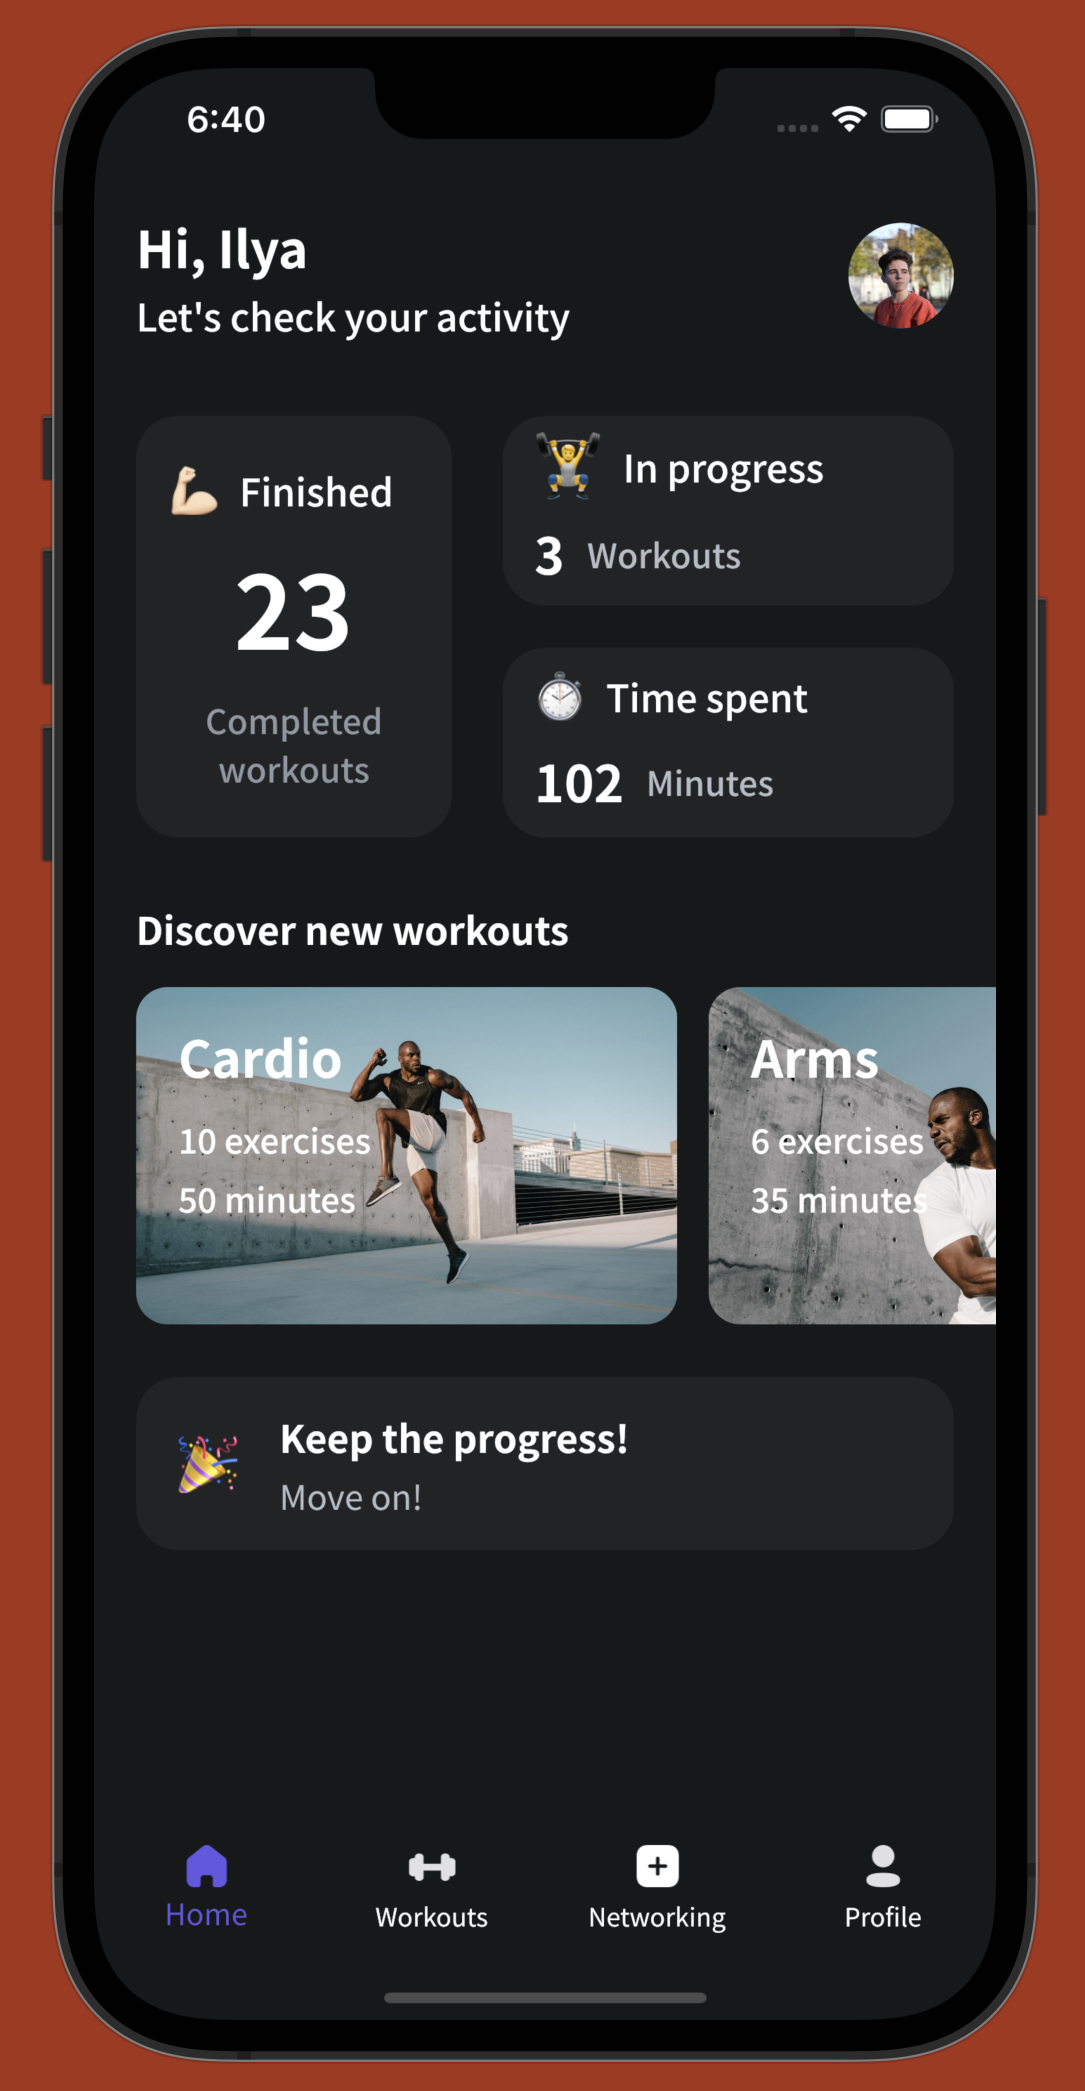 6:40
Hi, Ilya
Let's check your activity
Finished
23
Completed
workouts
In progress
3 Workouts
Time spent
102 Minutes
Discover new workouts
Cardio
10 exercises
50 minutes
Arms
6 exercises
35 minutes
Keep the progress!
Move on!
Home
Workouts
Networking
Profile